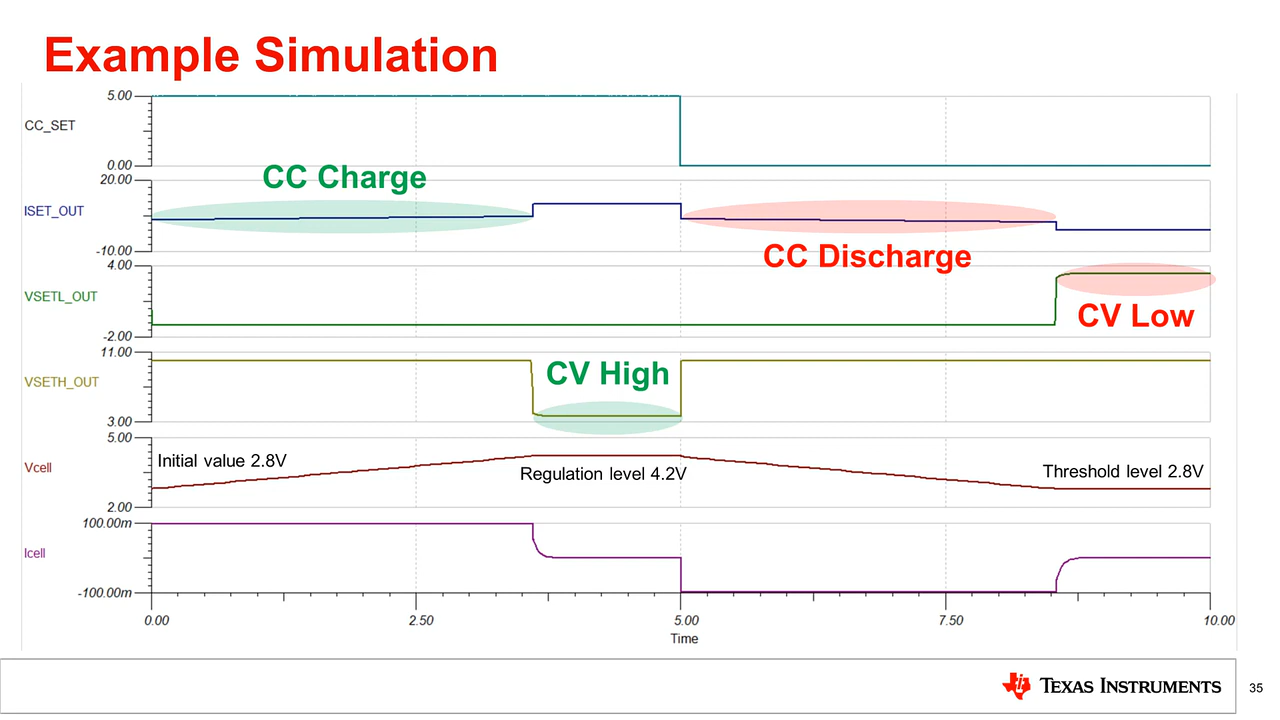 Example Simulation
5.00
CC_SET
0.00
CC Charge
20.00
ISET_OUT
-10.00
CC Discharge
4.00
VSETL_OUT
CV Low
-2.00
11.00
VSETH_OUT
CV High
3.00
5.00
Vcell
Initial value 2.8V
Regulation level 4.2V
Threshold level 2.8V
2.00
100.00m
Icell
-100.00m
0.00 2.50 5.00 7.50 10.00
Time
TEXAS INSTRUMENTS
35